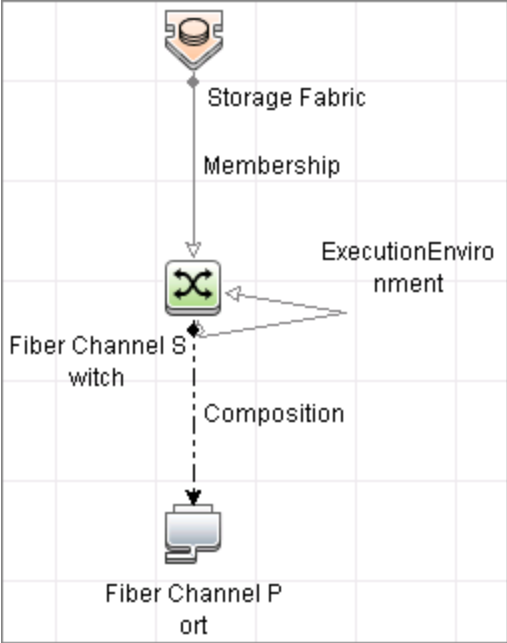 Storage Fabric
Membership
ExecutionEnviro
nment
Fiber Channel S
witch
Composition
Fiber Channel P
ort